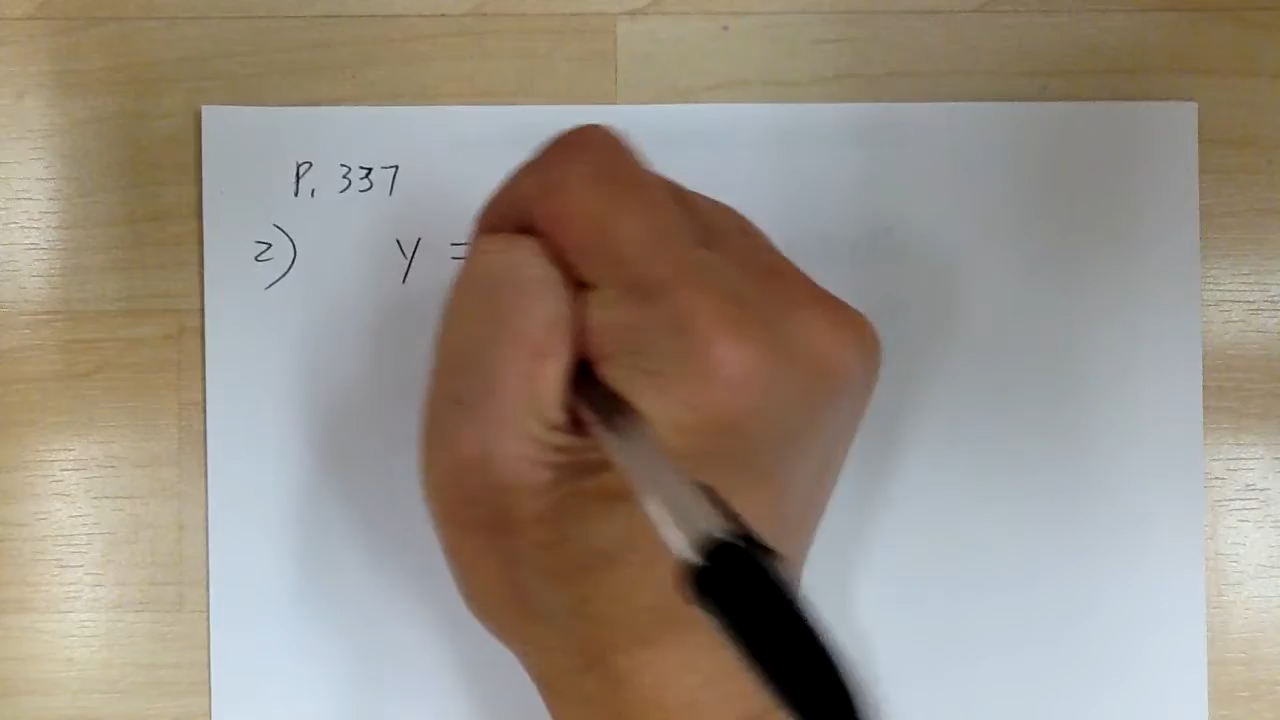 P. 337
2) y =